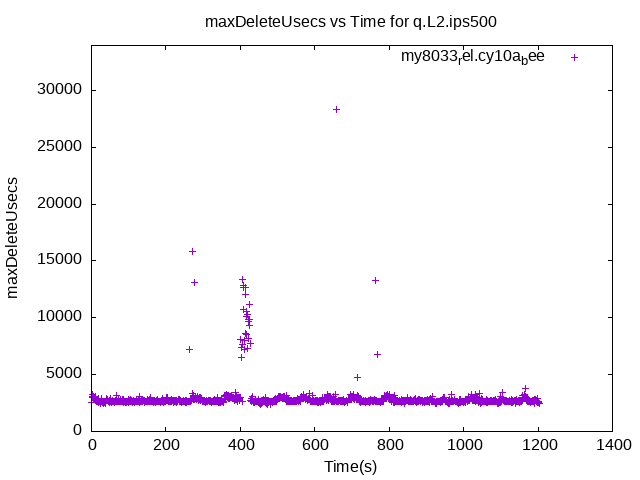 maxDeleteUsecs vs Time for q.L2.ips500
my8033rel.cy10abee
30000
25000
20000
15000
10000
5000
0
maxDeleteUsecs
0 200 400 600 800 1000 1200 1400
Time(s)